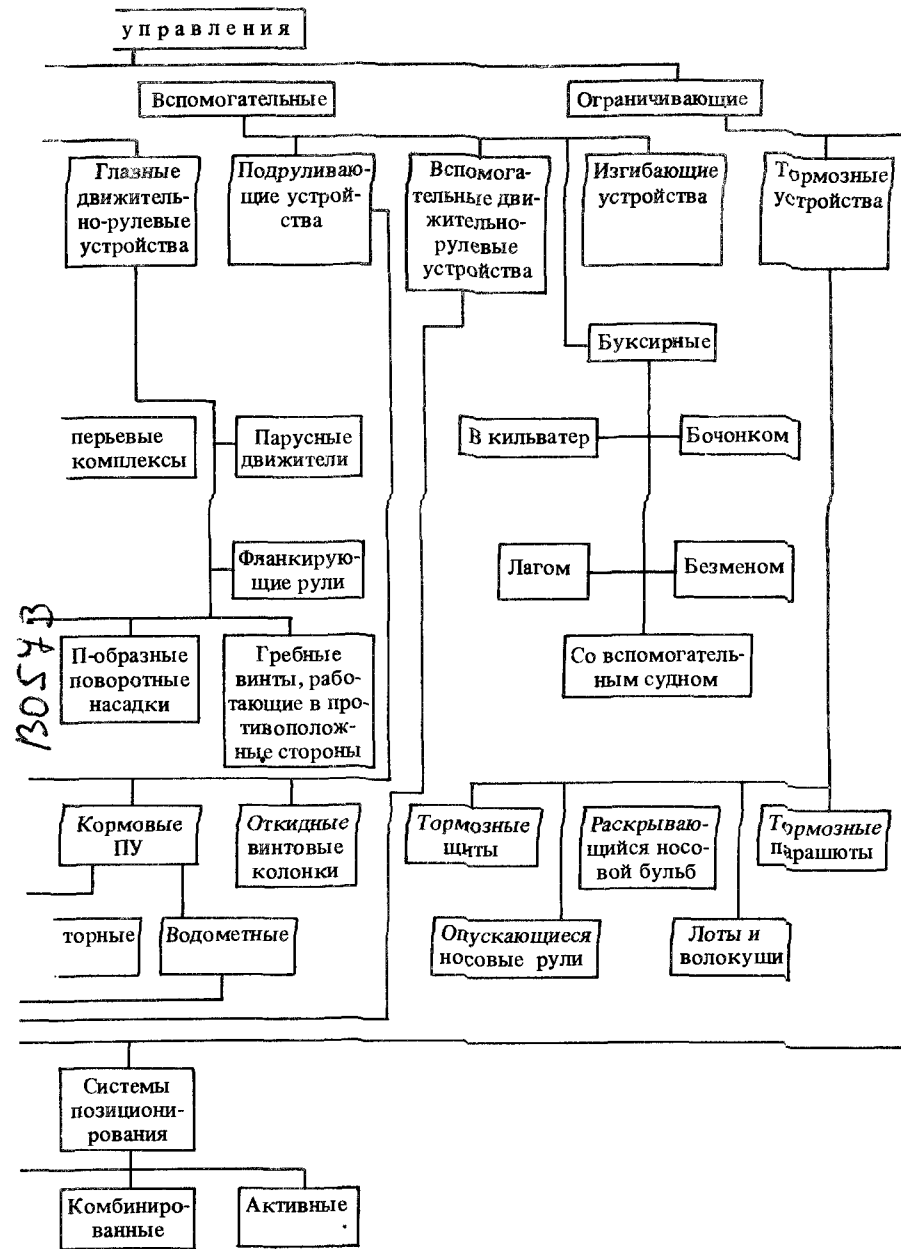 управления
Вспомогательные
Ограничивающие
Глазные
движитель-
но-рулевые
устройства
Подруливаю-
щие устрой-
ства
Вспомога-
тельные дви-
жительно-
рулевые
устройства
Изгибающие
устройства
Тормозные
устройства
Буксирные
перьевые
комплексы
Парусные
движители
В кильватер
Бочонком
Фланкирую-
щие рули
Лагом
Безменом
В0573
П-образные
поворотные
насадки
Гребные
винты, рабо-
тающие в про-
тивополож-
ные стороны
Со вспомогатель-
ным судном
Кормовые
ПУ
Откидные
винтовые
колонки
Тормозные
щиты
Раскрываю-
щийся носо-
вой бульб
Тормозные
парашюты
торные
Водометные
Опускающиеся
носовые рули
Лоты и
волокуши
Системы
позициони-
рования
Комбиниро-
ванные
Активные